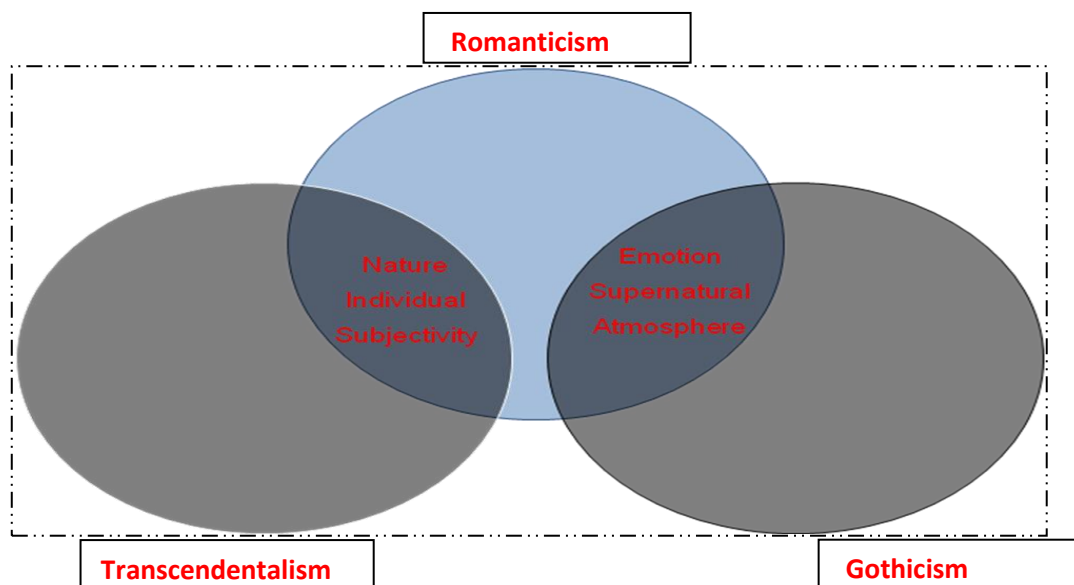 Romanticism
Nature
Individual
Subjectivity
Emotion
Supernatural
Atmosphere
Transcendentalism
Gothicism